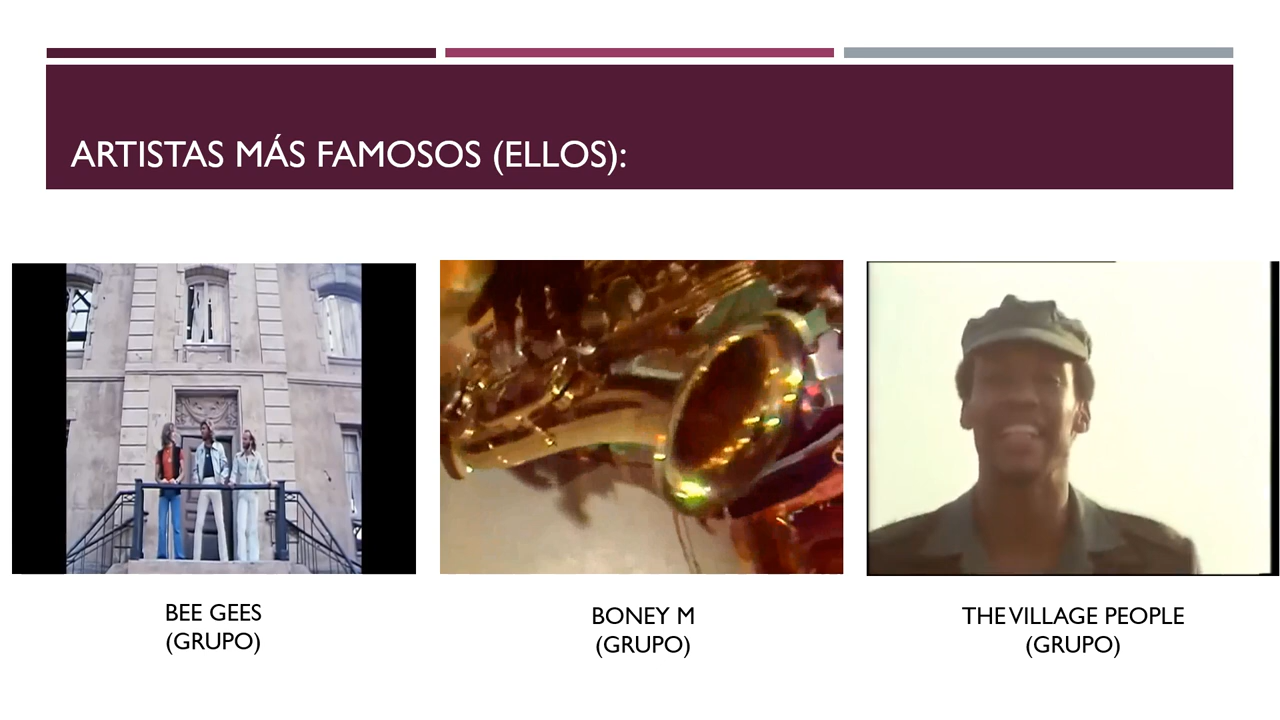 ARTISTAS MÁS FAMOSOS (ELLOS):
BEE GEES
(GRUPO)
BONEY M
(GRUPO)
THE VILLAGE PEOPLE
(GRUPO)